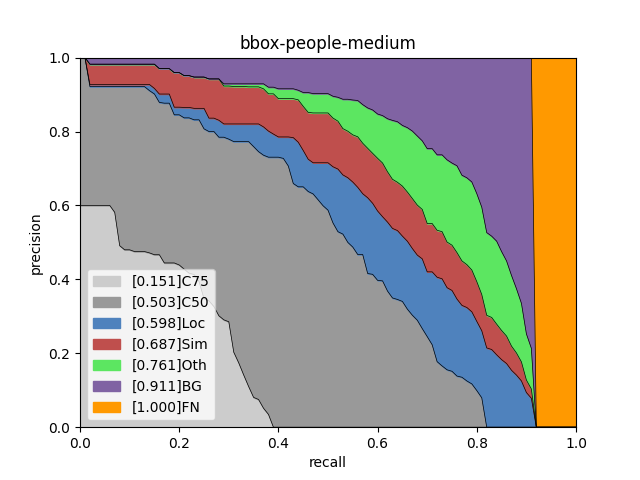 bbox-people-medium
precision
1.0
0.8
0.6
0.4
0.2
0.0
[0.151]C75
[0.503]C50
[0.598]Loc
[0.687]Sim
[0.761]Oth
[0.911]BG
[1.000]FN
0.0 0.2 0.4 0.6 0.8 1.0
recall